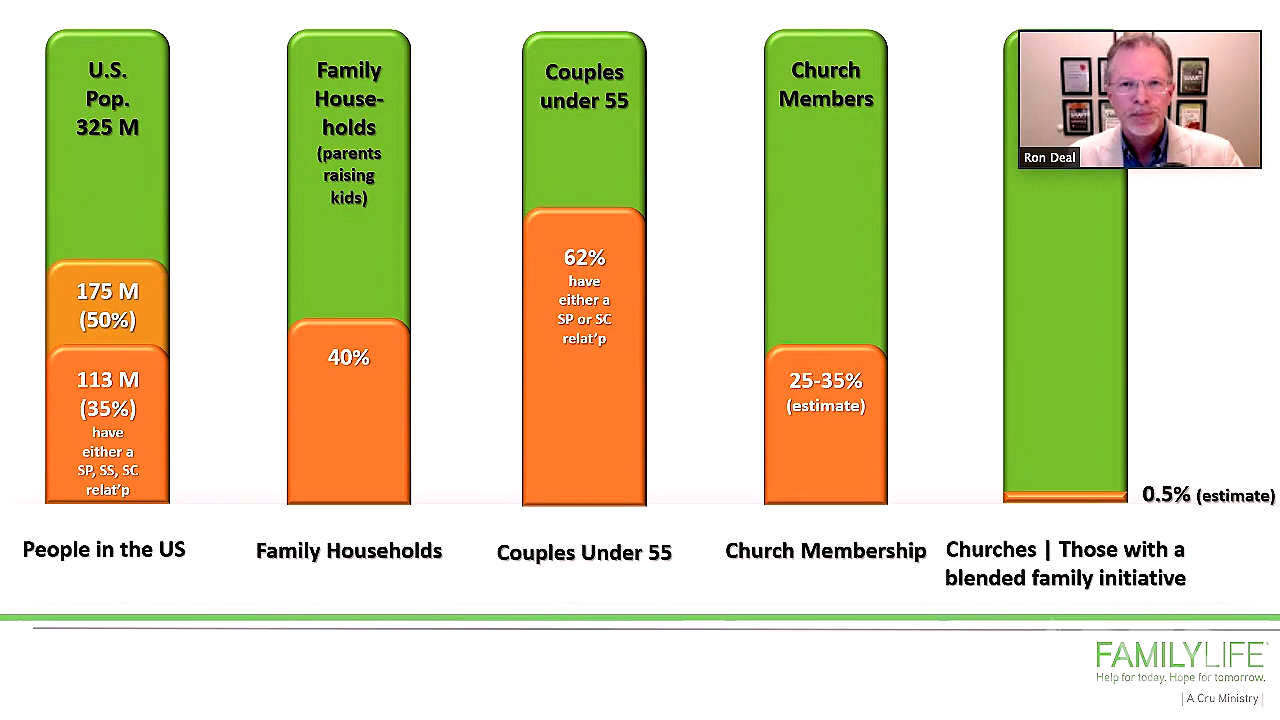 U.S.
Pop.
325 M
175 M
(50%)
113 M
(35%)
have
either a
SP, SS, SC
relat'p
People in the US
Family
House-
holds
(parents
raising
kids)
40%
Family Households
Couples
under 55
62%
have
either a
SP or SC
relat'p
Couples Under 55
Church
Members
25-35%
(estimate)
Church Membership
Ron Deal
0.5% (estimate)
Churches | Those with a
blended family initiative
FAMILYLIFE
Help for today. Hope for tomorrow.
| A Cru Ministry |